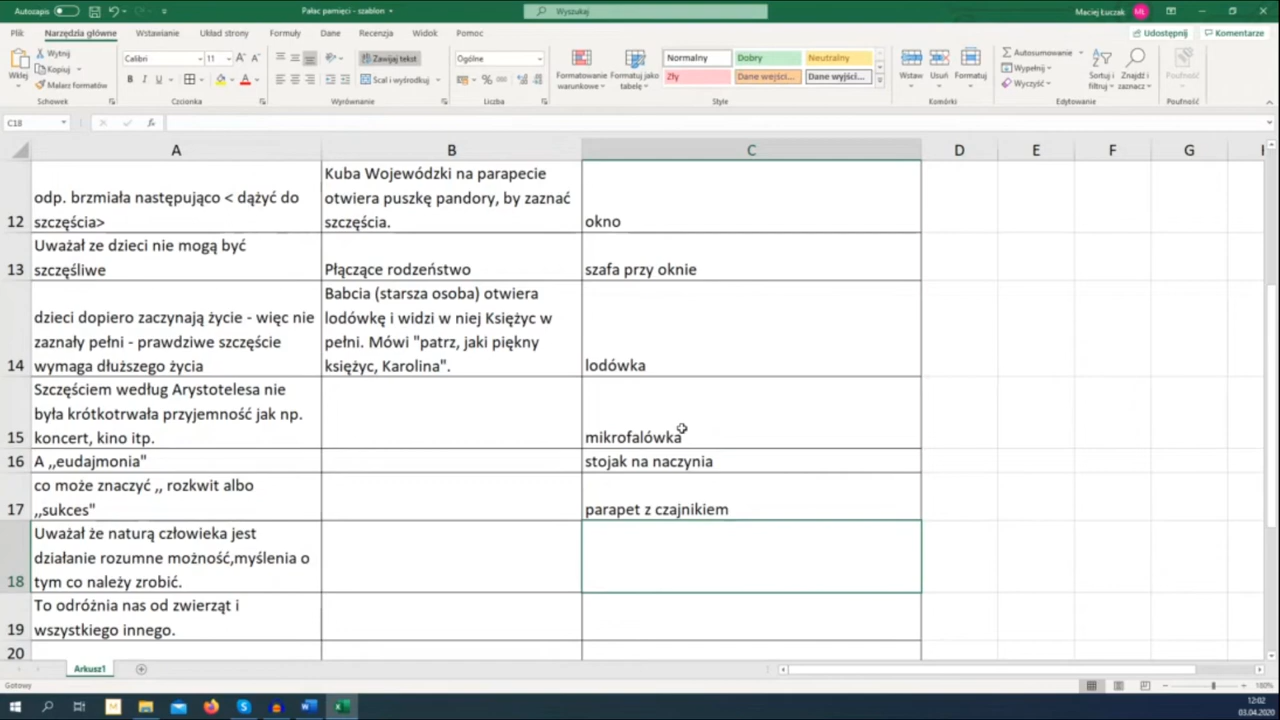 Autozapis
Pałac pamięci - szablon
Wyszukaj
Maciej Łuczak
MŁ
Plik Narzędzia główne Wstawianie Układ strony Formuły Dane Recenzja Widok Pomoc
Udostępnij Komentarze
Wklej
Wytnij
Kopiuj
Malarz formatów
Schowek
Calibri 11
B I U
Czcionka
Zawijaj tekst
Scal i wyśrodkuj
Wyrównanie
Ogólne
Liczba
Formatowanie warunkowe
Formatuj jako tabelę
Normalny Dobry Neutralny
Zły Dane wejści... Dane wyjści...
Style
Wstaw Usuń Formatuj
Komórki
Autosumowanie
Wypełnij
Wyczyść
Sortuj i filtruj
Znajdź i zaznacz
Edytowanie
Poufność
Poufność
C18
fx
A B C D E F G
12
odp. brzmiała następująco < dążyć do
szczęścia>
Kuba Wojewódzki na parapecie
otwiera puszkę pandory, by zaznać
szczęścia.
okno
13
Uważał ze dzieci nie mogą być
szczęśliwe
Płączące rodzeństwo
szafa przy oknie
14
dzieci dopiero zaczynają życie - więc nie
zaznały pełni - prawdziwe szczęście
wymaga dłuższego życia
Babcia (starsza osoba) otwiera
lodówkę i widzi w niej Księżyc w
pełni. Mówi "patrz, jaki piękny
księżyc, Karolina".
lodówka
15
Szczęściem według Arystotelesa nie
była krótkotrwała przyjemność jak np.
koncert, kino itp.
mikrofalówka
16
A ,,eudajmonia"
stojak na naczynia
17
co może znaczyć ,, rozkwit albo
,,sukces"
parapet z czajnikiem
18
Uważał że naturą człowieka jest
działanie rozumne możność,myślenia o
tym co należy zrobić.
19
To odróżnia nas od zwierząt i
wszystkiego innego.
20
Arkusz1
Gotowy
160%
12:02
03.04.2020